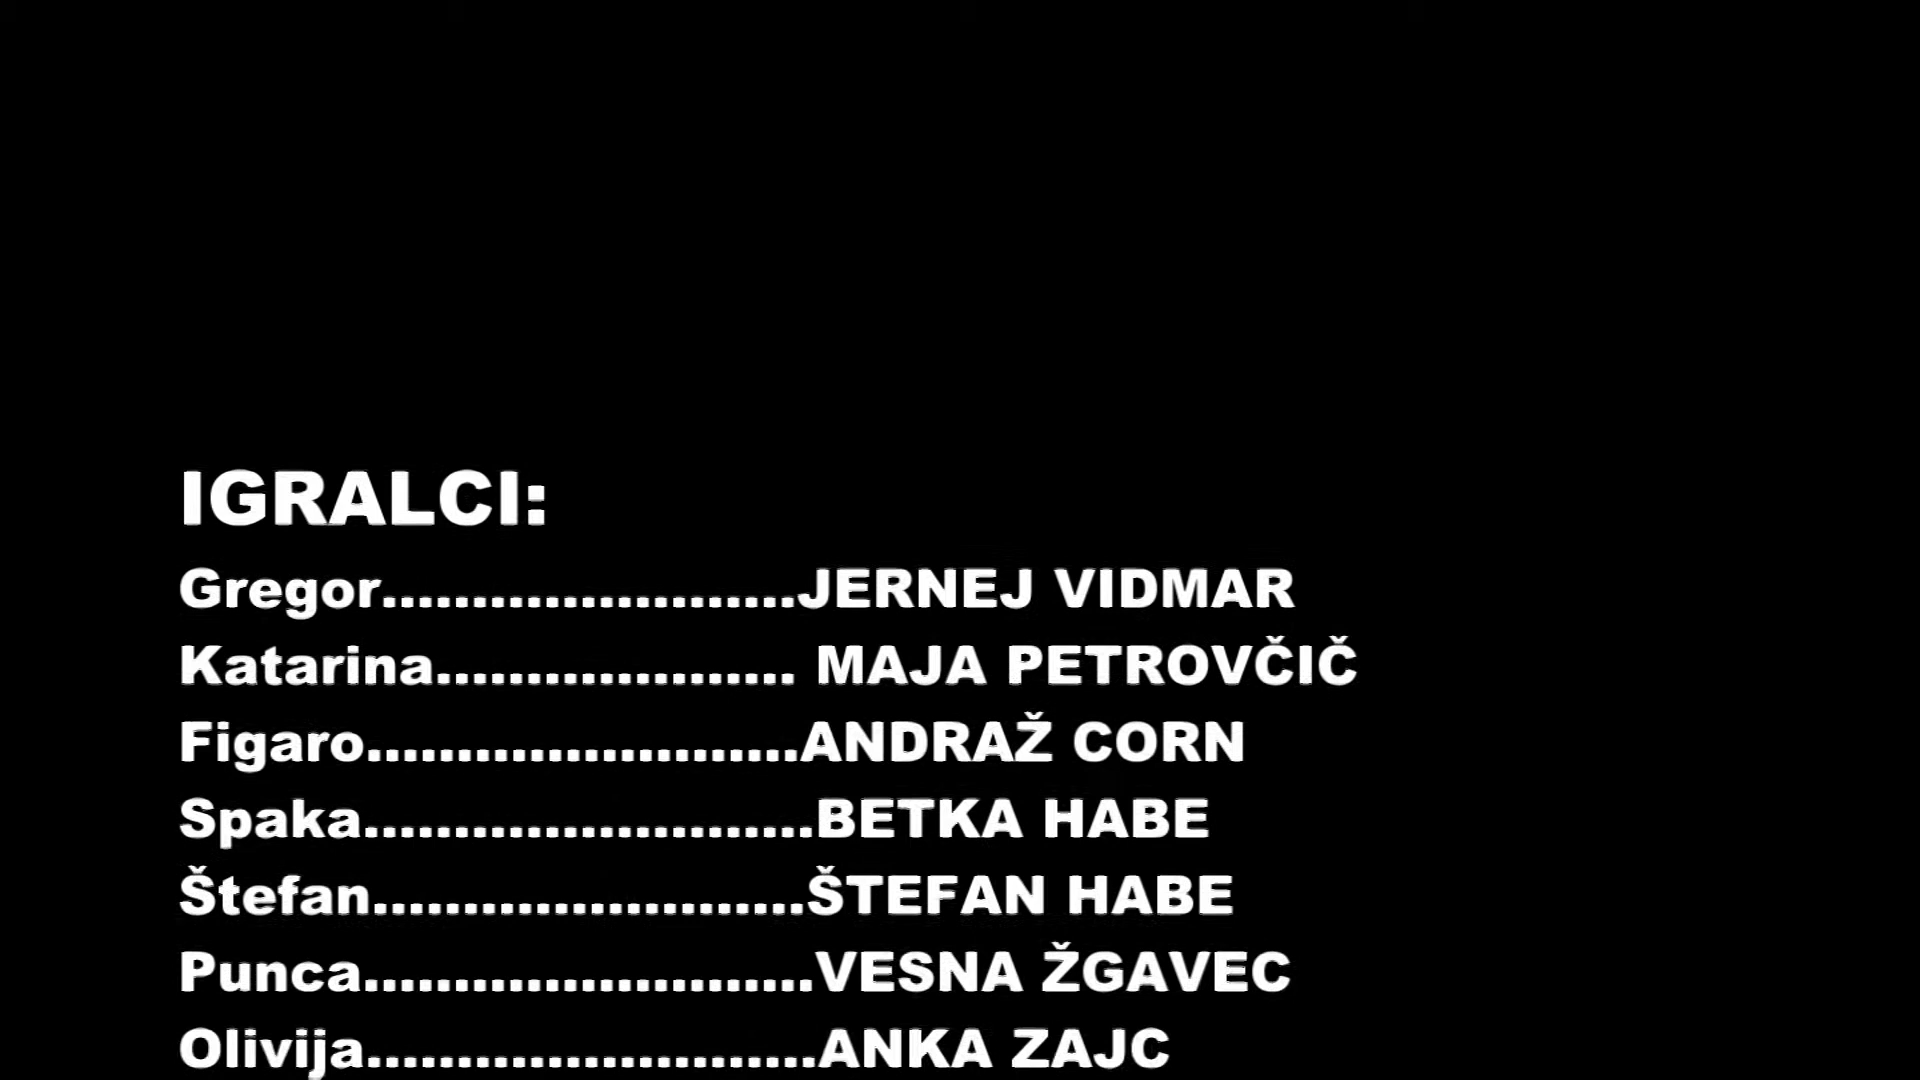 IGRALCI:
Gregor.......................JERNEJ VIDMAR
Katarina.................... MAJA PETROVČIČ
Figaro........................ANDRAŽ CORN
Spaka.........................BETKA HABE
Štefan........................ŠTEFAN HABE
Punca.........................VESNA ŽGAVEC
Olivija.........................ANKA ZAJC